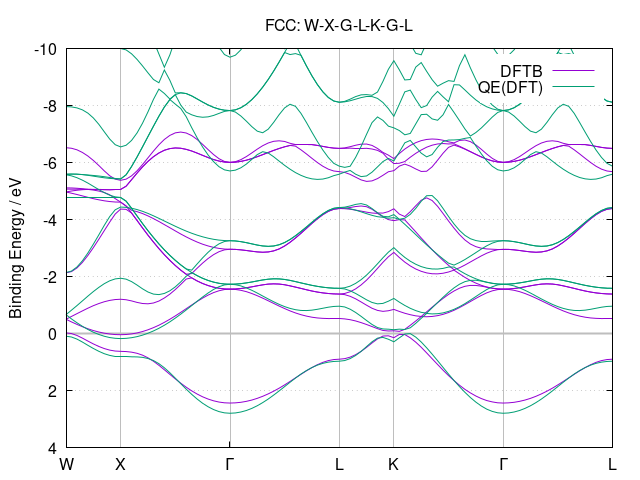 FCC: W-X-G-L-K-G-L
-10
DFTB
QE(DFT)
-8
-6
-4
-2
0
2
4
Binding Energy / eV
W X Γ L K Γ L